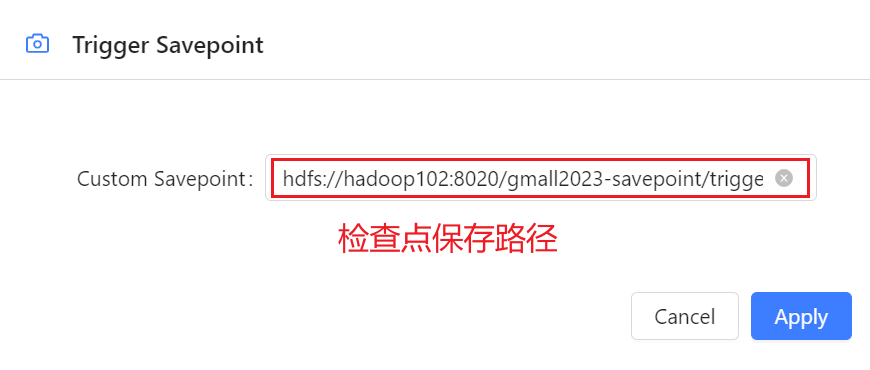 Trigger Savepoint
Custom Savepoint: hdfs://hadoop102:8020/gmall2023-savepoint/trigge
检查点保存路径
Cancel Apply